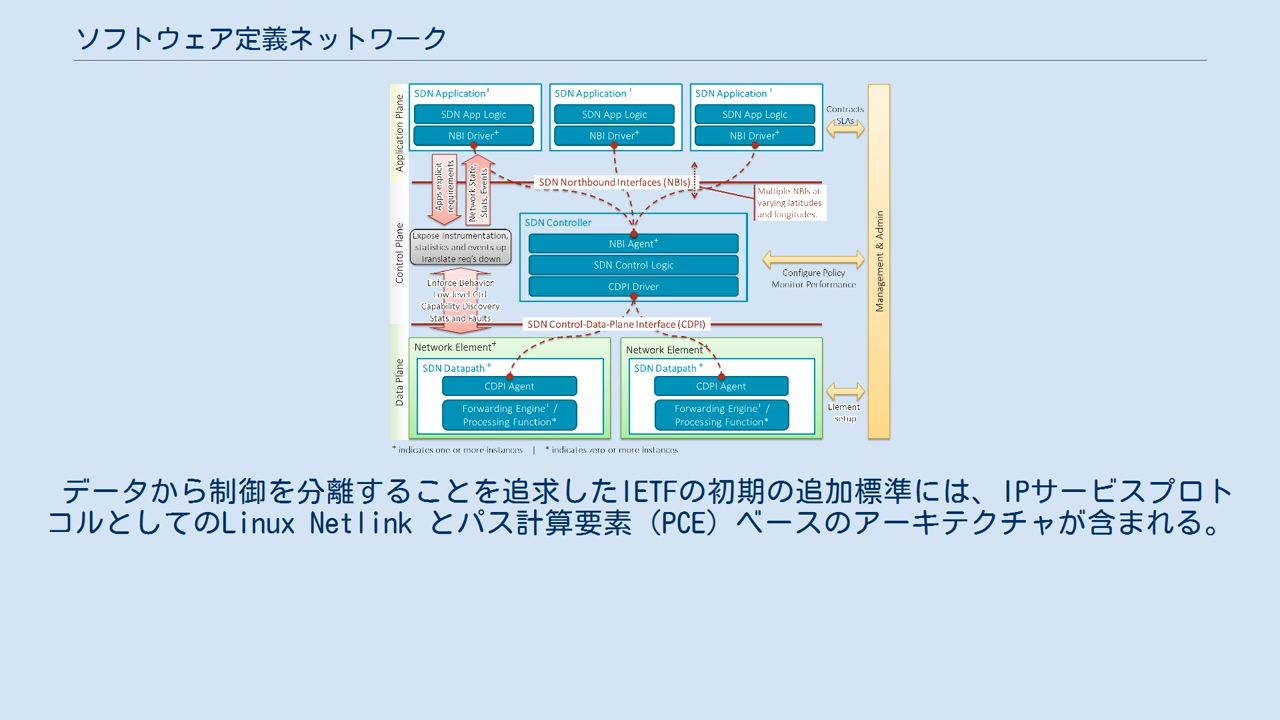 ソフトウェア定義ネットワーク
Application Plane
SDN Application⁺
SDN App Logic
NBI Driver⁺
SDN Application⁺
SDN App Logic
NBI Driver⁺
SDN Application⁺
SDN App Logic
NBI Driver⁺
Contracts
SLAs
App-explicit
requirements
Network State,
Stats, Events
SDN Northbound Interfaces (NBIs)
Multiple NBIs at
varying latitudes
and longitudes.
Control Plane
Expose Instrumentation,
statistics and events up
Translate req's down
SDN Controller
NBI Agent⁺
SDN Control Logic
CDPI Driver
Configure Policy
Monitor Performance
Management & Admin
Enforce Behavior
Low-level Ctrl
Capability Discovery
Stats and Faults
SDN Control-Data-Plane Interface (CDPI)
Data Plane
Network Element⁺
SDN Datapath⁺
CDPI Agent
Forwarding Engine⁺ /
Processing Function*
Network Element⁺
SDN Datapath⁺
CDPI Agent
Forwarding Engine⁺ /
Processing Function*
Element
setup
⁺ indicates one or more instances | * indicates zero or more instances
データから制御を分離することを追求したIETFの初期の追加標準には、IPサービスプロト
コルとしてのLinux Netlink とパス計算要素（PCE）ベースのアーキテクチャが含まれる。